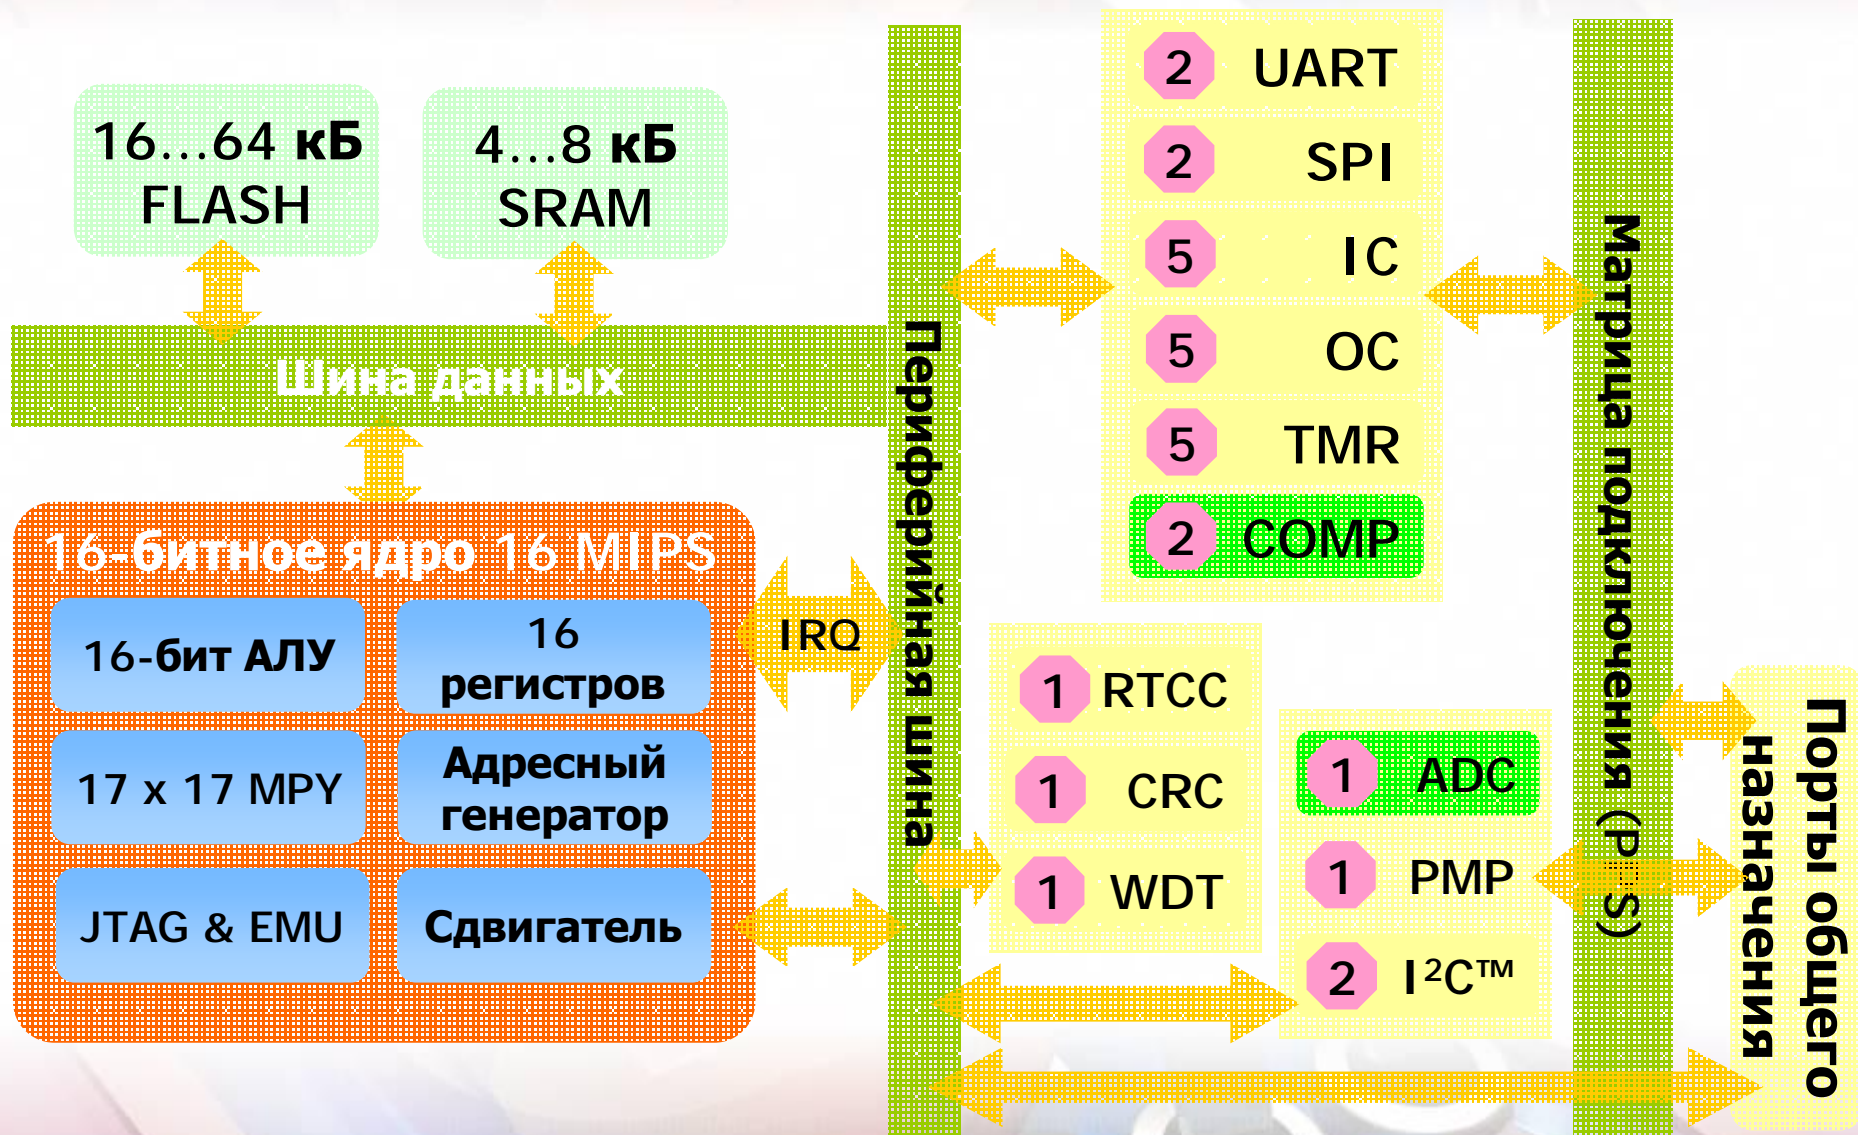 16...64 кБ
FLASH
4...8 кБ
SRAM
Шина данных
16-битное ядро 16 MIPS
16-бит АЛУ
16
регистров
17 x 17 MPY
Адресный
генератор
JTAG & EMU
Сдвигатель
IRQ
Перифферийная шина
2 UART
2 SPI
5 IC
5 OC
5 TMR
2 COMP
1 RTCC
1 CRC
1 WDT
1 ADC
1 PMP
2 I²C™
Матрица подключения (PPS)
Порты общего
назначения